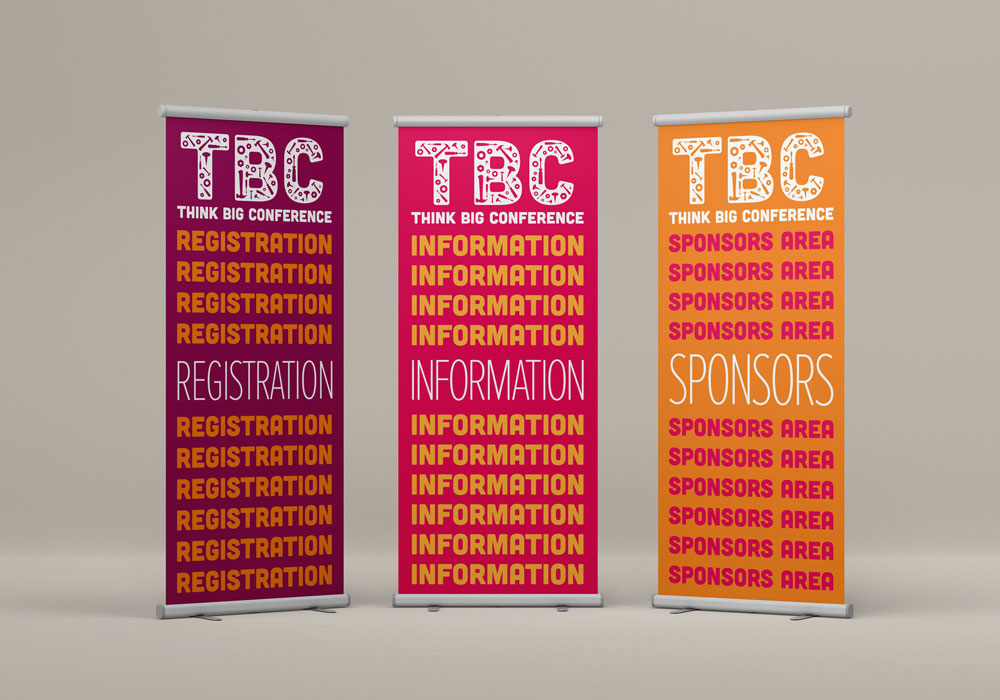 TBC
THINK BIG CONFERENCE
REGISTRATION
REGISTRATION
REGISTRATION
REGISTRATION
REGISTRATION
REGISTRATION
REGISTRATION
REGISTRATION
REGISTRATION
REGISTRATION
REGISTRATION
TBC
THINK BIG CONFERENCE
INFORMATION
INFORMATION
INFORMATION
INFORMATION
INFORMATION
INFORMATION
INFORMATION
INFORMATION
INFORMATION
INFORMATION
INFORMATION
TBC
THINK BIG CONFERENCE
SPONSORS AREA
SPONSORS AREA
SPONSORS AREA
SPONSORS AREA
SPONSORS
SPONSORS AREA
SPONSORS AREA
SPONSORS AREA
SPONSORS AREA
SPONSORS AREA
SPONSORS AREA